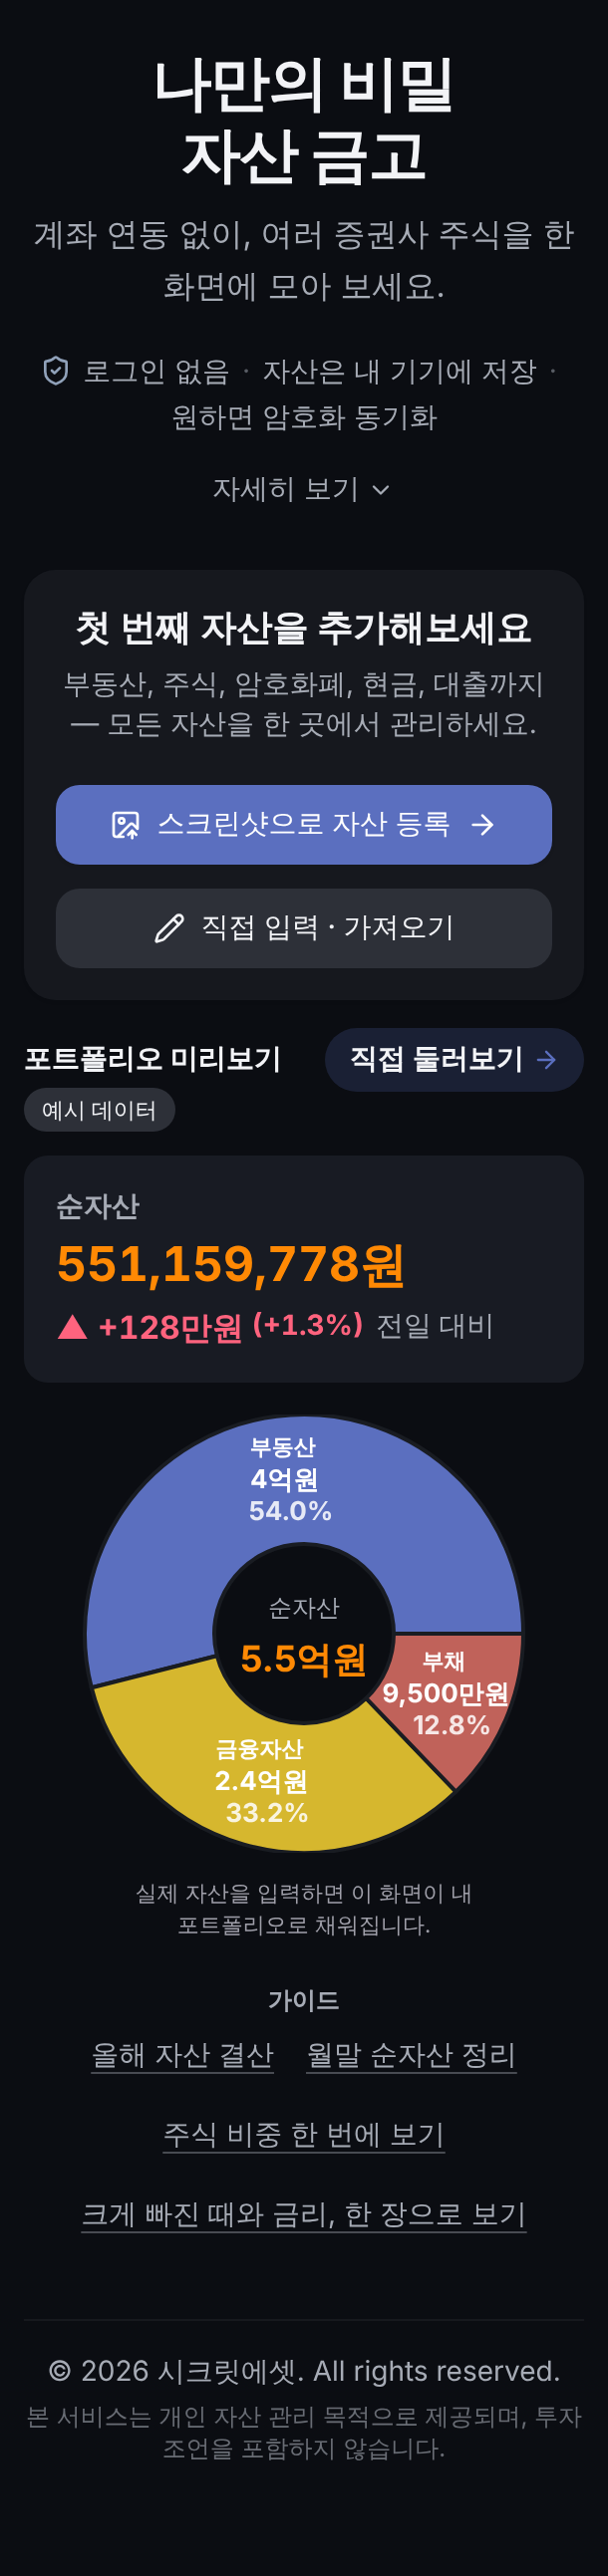 나만의 비밀
자산 금고
계좌 연동 없이, 여러 증권사 주식을 한
화면에 모아 보세요.
로그인 없음 · 자산은 내 기기에 저장 ·
원하면 암호화 동기화
자세히 보기
첫 번째 자산을 추가해보세요
부동산, 주식, 암호화폐, 현금, 대출까지
— 모든 자산을 한 곳에서 관리하세요.
스크린샷으로 자산 등록 →
직접 입력 · 가져오기
포트폴리오 미리보기
직접 둘러보기 →
예시 데이터
순자산
551,159,778원
▲ +128만원 (+1.3%) 전일 대비
부동산
4억원
54.0%
순자산
5.5억원
부채
9,500만원
12.8%
금융자산
2.4억원
33.2%
실제 자산을 입력하면 이 화면이 내
포트폴리오로 채워집니다.
가이드
올해 자산 결산 월말 순자산 정리
주식 비중 한 번에 보기
크게 빠진 때와 금리, 한 장으로 보기
© 2026 시크릿에셋. All rights reserved.
본 서비스는 개인 자산 관리 목적으로 제공되며, 투자
조언을 포함하지 않습니다.